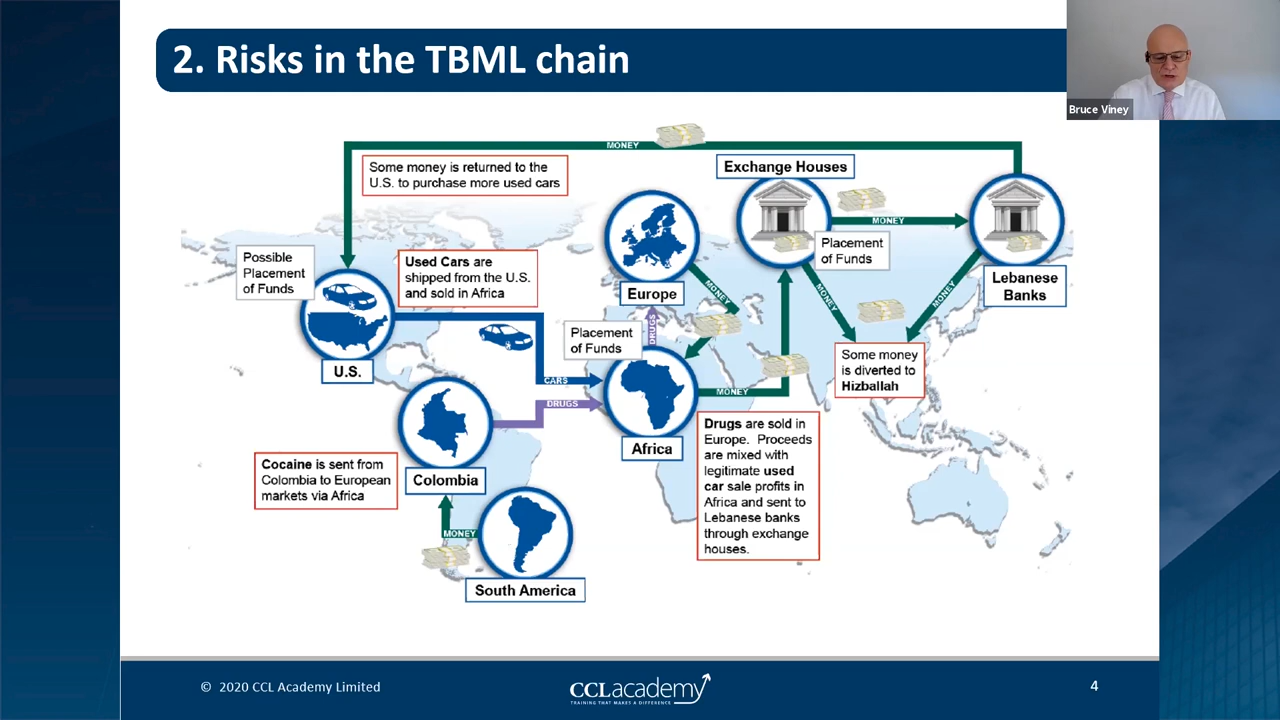 2. Risks in the TBML chain
Bruce Viney
MONEY
Some money is returned to the
U.S. to purchase more used cars
Exchange Houses
MONEY
Possible
Placement
of Funds
Used Cars are
shipped from the U.S.
and sold in Africa
Placement
of Funds
Lebanese
Banks
Europe
MONEY
MONEY
MONEY
DRUGS
Placement
of Funds
Some money
is diverted to
Hizballah
U.S.
CARS
MONEY
DRUGS
Africa
Drugs are sold in
Europe. Proceeds
are mixed with
legitimate used
car sale profits in
Africa and sent to
Lebanese banks
through exchange
houses.
Cocaine is sent from
Colombia to European
markets via Africa
Colombia
MONEY
South America
© 2020 CCL Academy Limited
CCLacademy
TRAINING THAT MAKES A DIFFERENCE
4